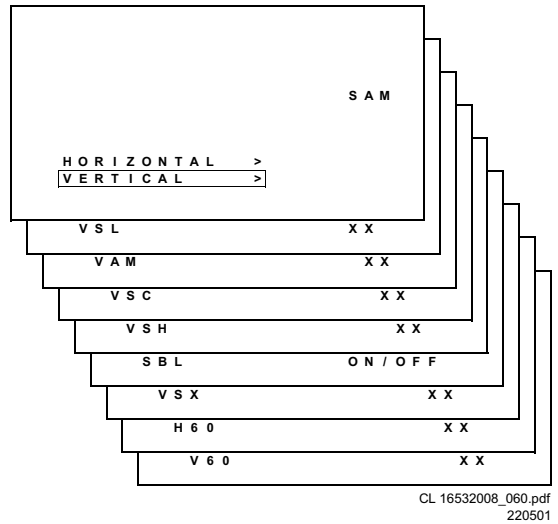 SAM
HORIZONTAL >
VERTICAL >
VSL XX
VAM XX
VSC XX
VSH XX
SBL ON/OFF
VSX XX
H60 XX
V60 XX
CL 16532008_060.pdf
220501